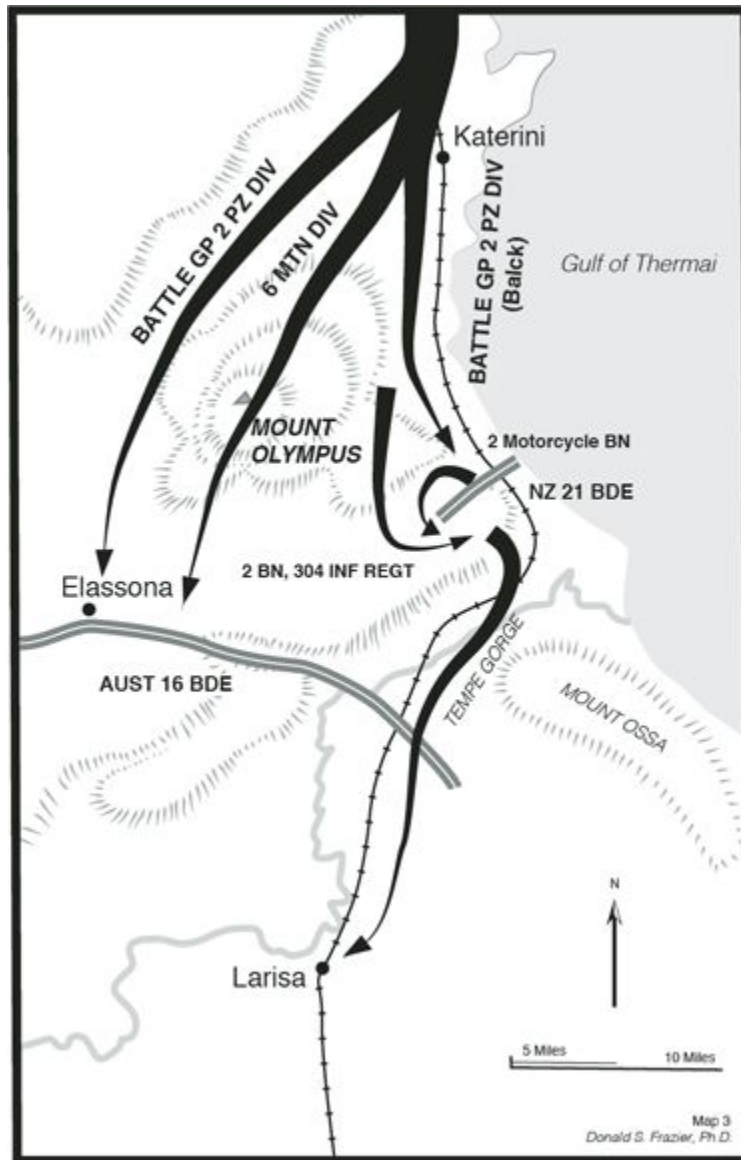 Katerini
BATTLE GP 2 PZ DIV
6 MTN DIV
BATTLE GP 2 PZ DIV
(Balck)
Gulf of Thermai
MOUNT
OLYMPUS
2 Motorcycle BN
NZ 21 BDE
2 BN, 304 INF REGT
Elassona
AUST 16 BDE
TEMPE GORGE
MOUNT OSSA
N
Larisa
5 Miles
10 Miles
Map 3
Donald S. Frazier, Ph.D.